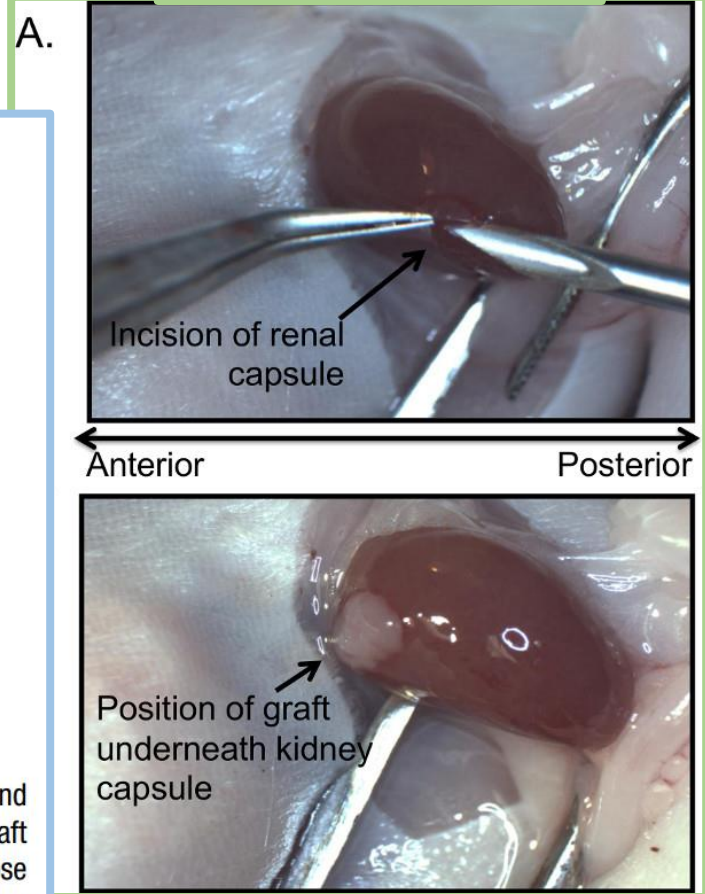 A.
Incision of renal
capsule
Anterior
Posterior
Position of graft
underneath kidney
capsule
nd
aft
se